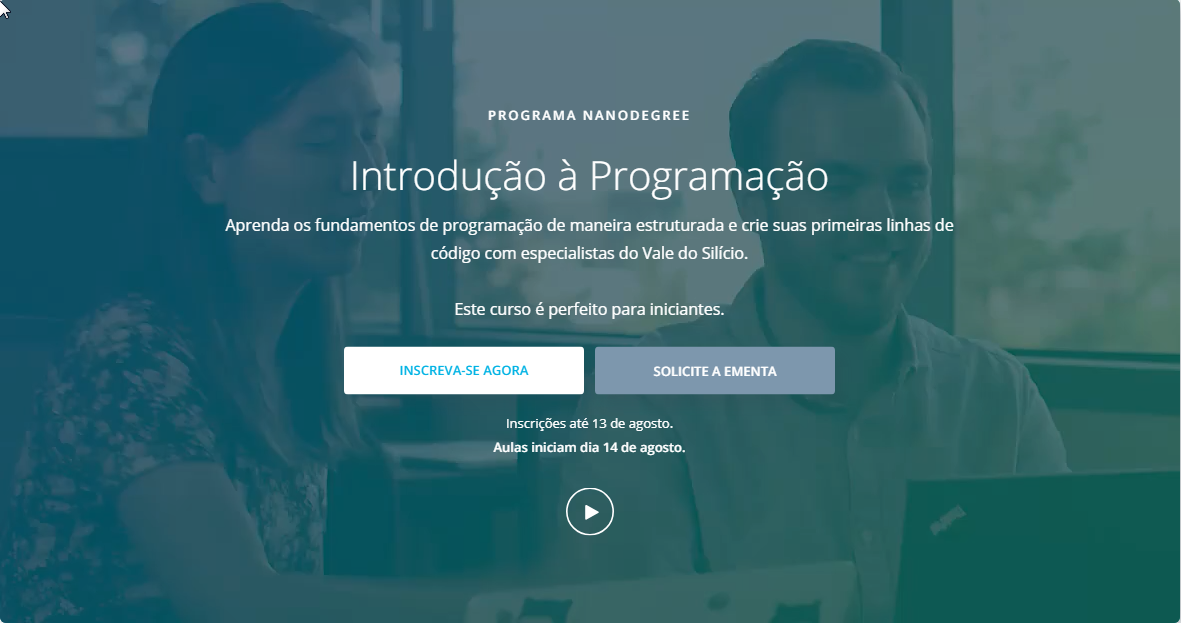 PROGRAMA NANODEGREE
Introdução à Programação
Aprenda os fundamentos de programação de maneira estruturada e crie suas primeiras linhas de
código com especialistas do Vale do Silício.
Este curso é perfeito para iniciantes.
INSCREVA-SE AGORA
SOLICITE A EMENTA
Inscrições até 13 de agosto.
Aulas iniciam dia 14 de agosto.